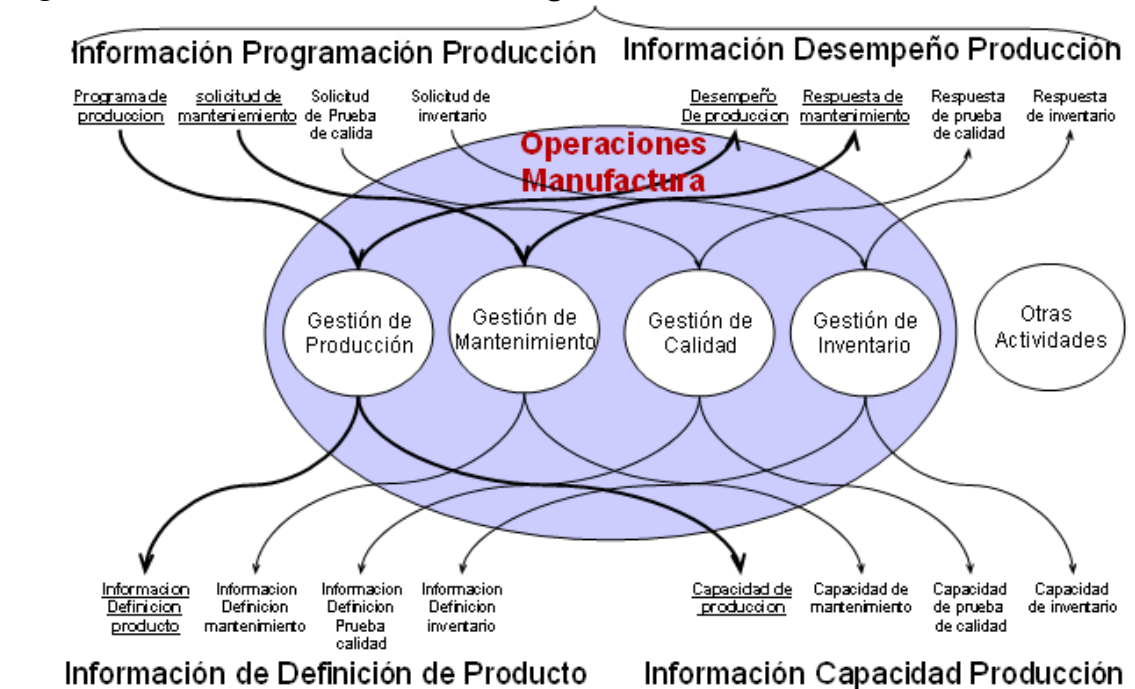 Información Programación Producción
Información Desempeño Producción
Programa de
produccion
solicitud de
manteniemiento
Solicitud
de Prueba
de calida
Solicitud de
inventario
Desempeño
De produccion
Respuesta de
mantenimiento
Respuesta
de prueba
de calidad
Respuesta
de inventario
Operaciones
Manufactura
Gestión de
Producción
Gestión de
Mantenimiento
Gestión de
Calidad
Gestión de
Inventario
Otras
Actividades
Informacion
Definicion
producto
Informacion
Definicion
mantenimiento
Informacion
Definicion
Prueba
calidad
Informacion
Definicion
inventario
Capacidad de
produccion
Capacidad de
mantenimiento
Capacidad
de prueba
de calidad
Capacidad
de inventario
Información de Definición de Producto
Información Capacidad Producción